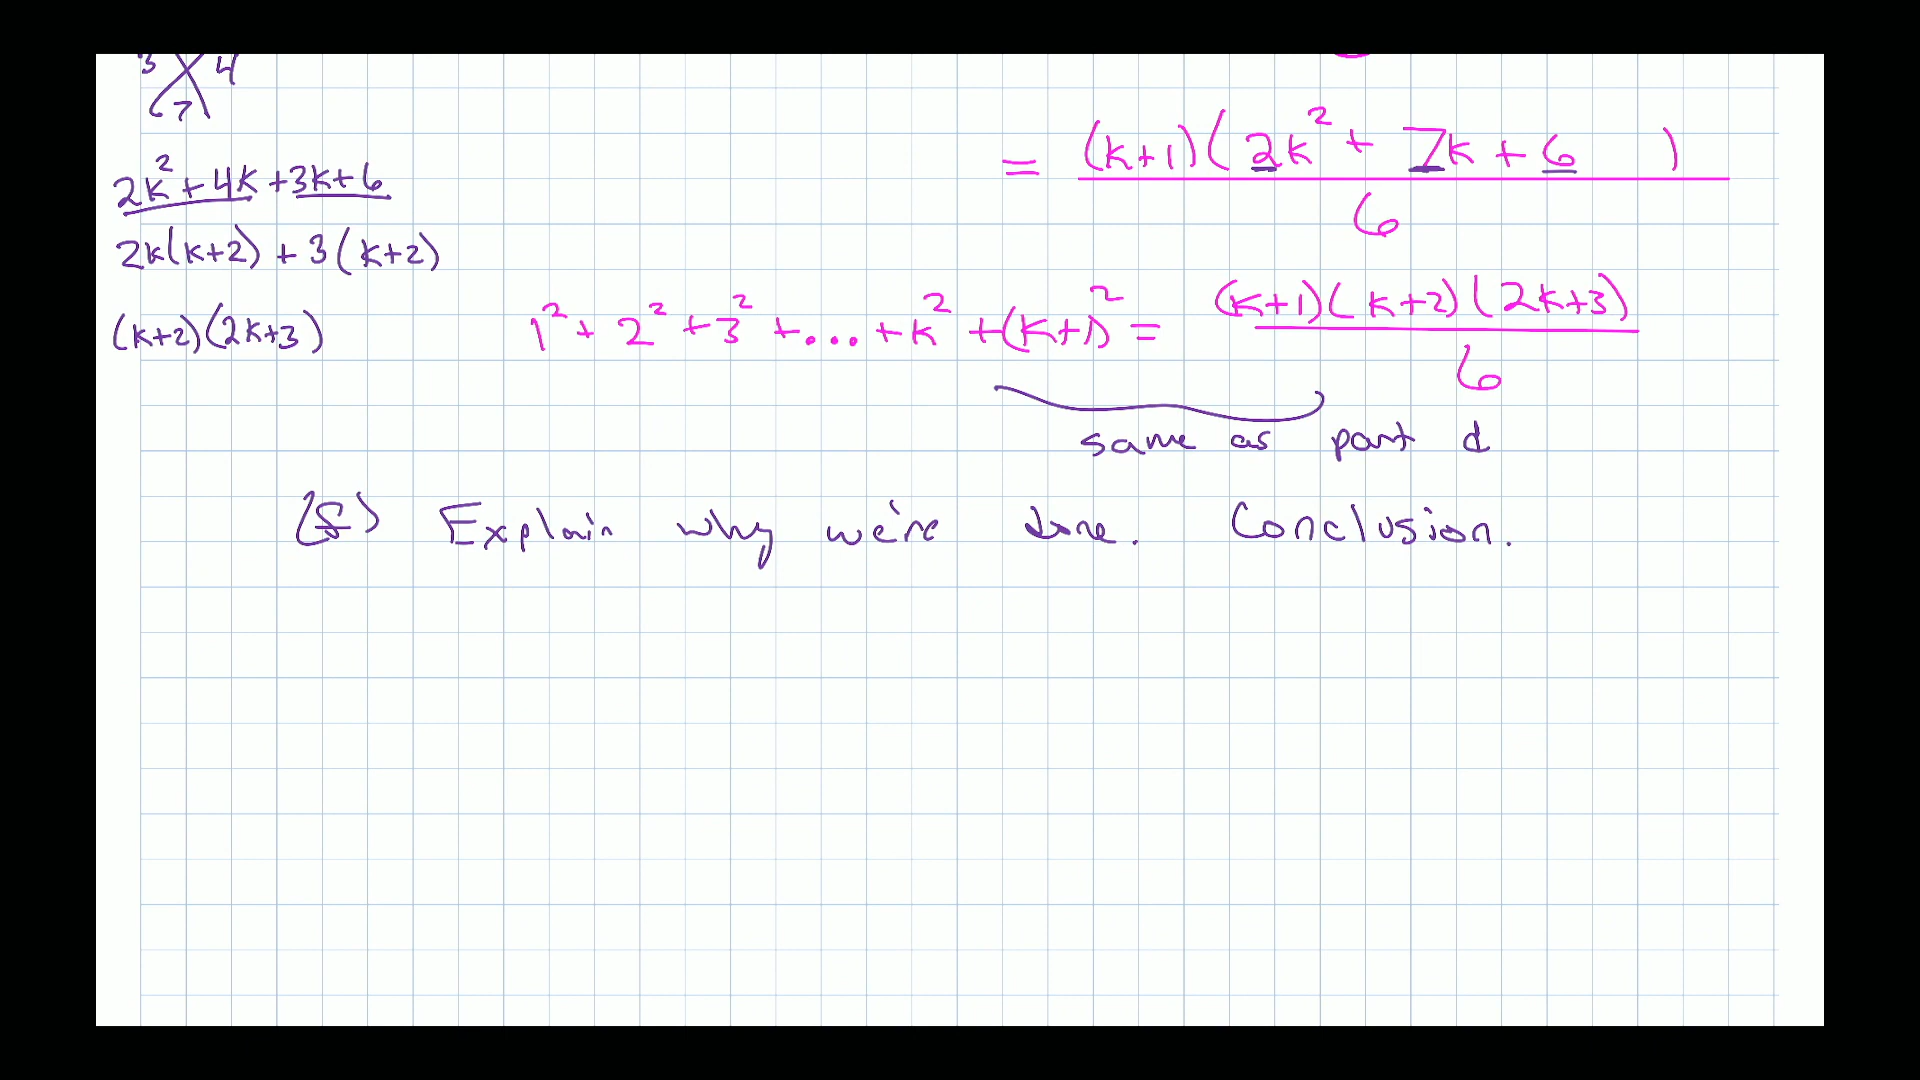 3 4
7
= (k+1)(2k² + 7k + 6 )
6
2k² + 4k + 3k + 6
2k(k+2) + 3(k+2)
(k+2)(2k+3)
1² + 2² + 3² + ... + k² + (k+1)² = (k+1)(k+2)(2k+3)
6
same as part d
(f) Explain why we're done. Conclusion.